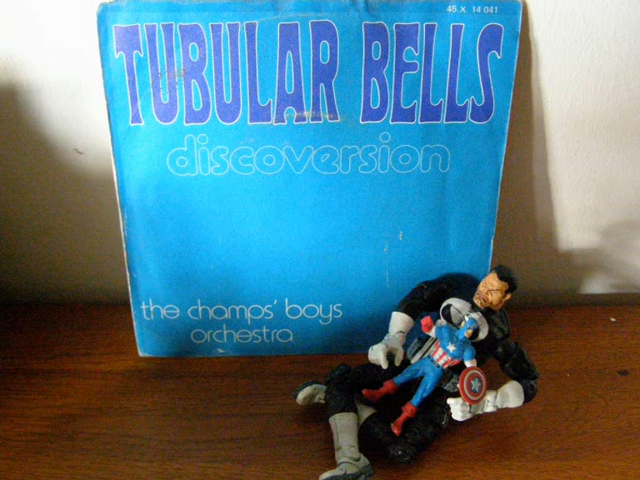 45. X. 14 041
TUBULAR BELLS
discoversion
the champs' boys
orchestra